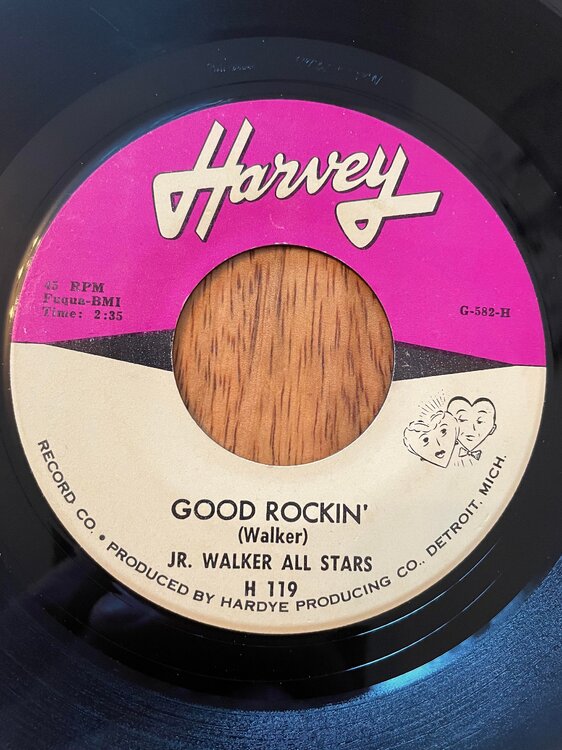 Harvey
45 RPM
Fuqua-BMI
Time: 2:35
G-582-H
GOOD ROCKIN'
(Walker)
JR. WALKER ALL STARS
H 119
RECORD CO. • PRODUCED BY HARDYE PRODUCING CO., DETROIT, MICH.